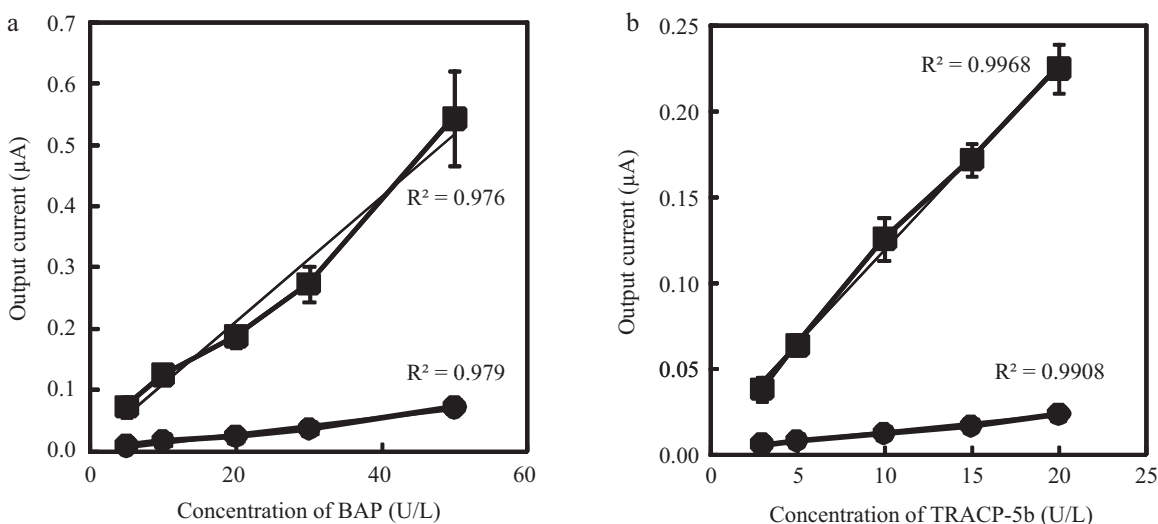 a
0.7
0.6
0.5
0.4
0.3
0.2
0.1
0.0
Output current (μA)
R² = 0.976
R² = 0.979
0
20
40
60
Concentration of BAP (U/L)
b
0.25
0.20
0.15
0.10
0.05
0.00
Output current (μA)
R² = 0.9968
R² = 0.9908
0
5
10
15
20
25
Concentration of TRACP-5b (U/L)